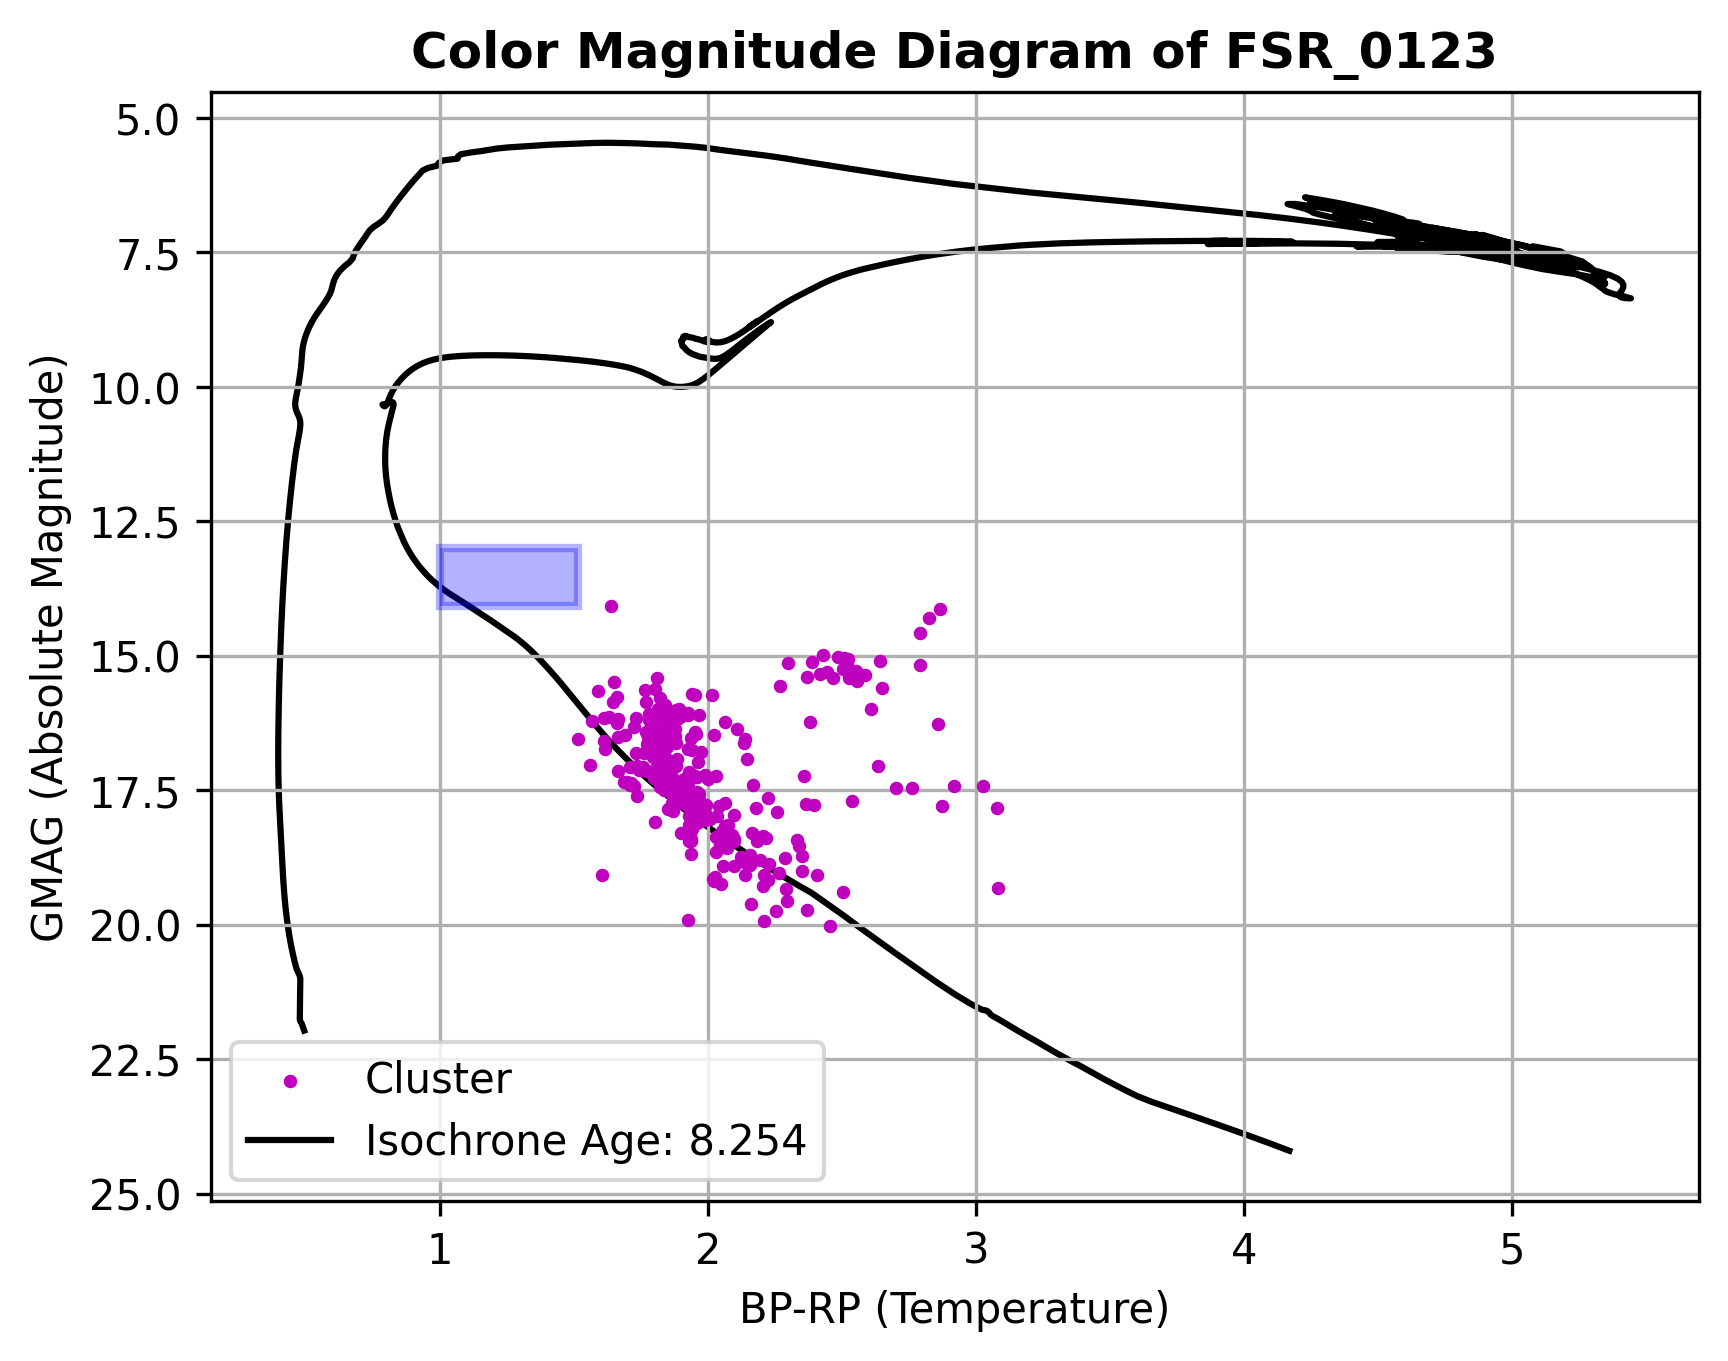 Color Magnitude Diagram of FSR_0123
GMAG (Absolute Magnitude)
5.0
7.5
10.0
12.5
15.0
17.5
20.0
22.5
25.0
Cluster
Isochrone Age: 8.254
1 2 3 4 5
BP-RP (Temperature)